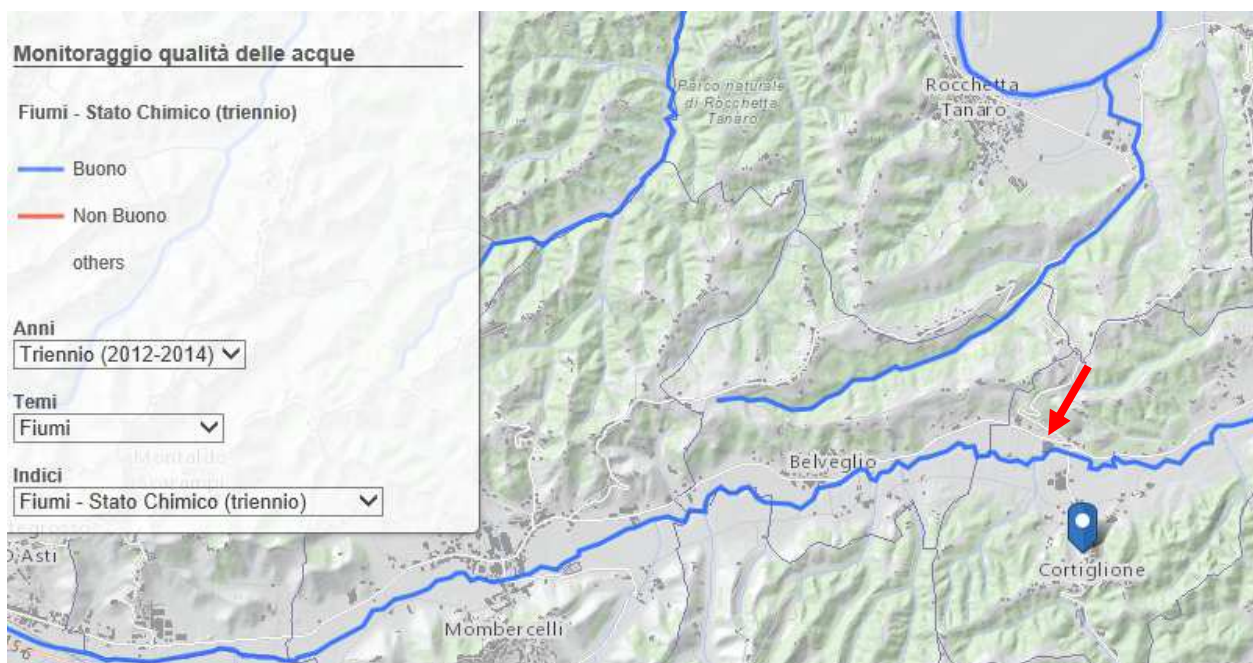 Monitoraggio qualità delle acque
Fiumi - Stato Chimico (triennio)
Buono
Non Buono
others
Anni
Triennio (2012-2014)
Temi
Fiumi
Indici
Fiumi - Stato Chimico (triennio)
Parco naturale
di Rocchetta
Tanaro
Rocchetta
Tanaro
Belveglio
Cortiglione
Mombercelli
Montaldo
Asti